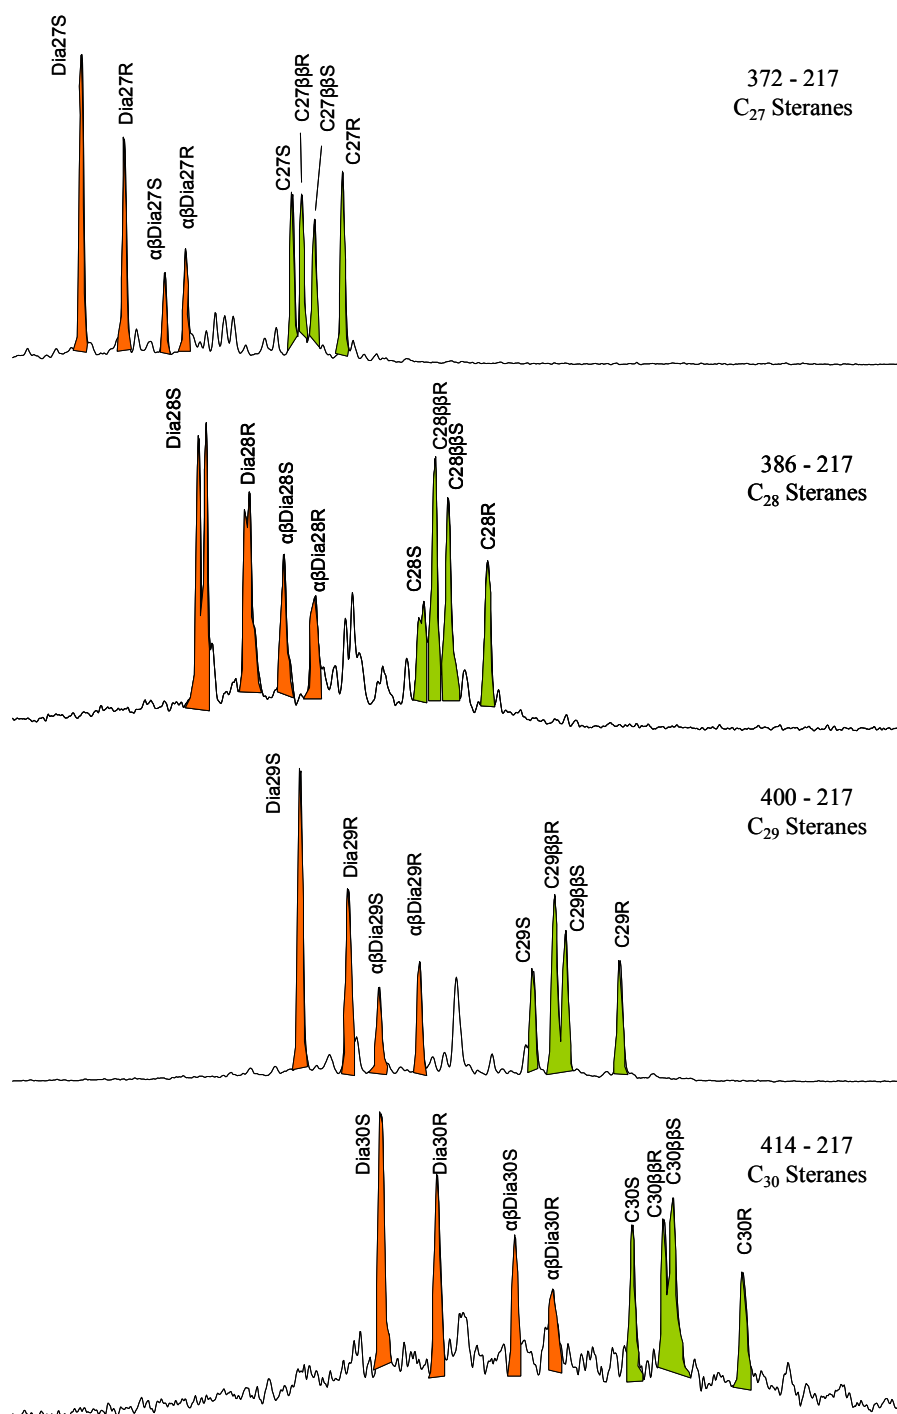 Dia27S
Dia27R
αβDia27S
αβDia27R
C27S
C27ββR
C27ββS
C27R
372 - 217
C₂₇ Steranes
Dia28S
Dia28R
αβDia28S
αβDia28R
C28S
C28ββR
C28ββS
C28R
386 - 217
C₂₈ Steranes
Dia29S
Dia29R
αβDia29S
αβDia29R
C29S
C29ββR
C29ββS
C29R
400 - 217
C₂₉ Steranes
Dia30S
Dia30R
αβDia30S
αβDia30R
C30S
C30ββR
C30ββS
C30R
414 - 217
C₃₀ Steranes